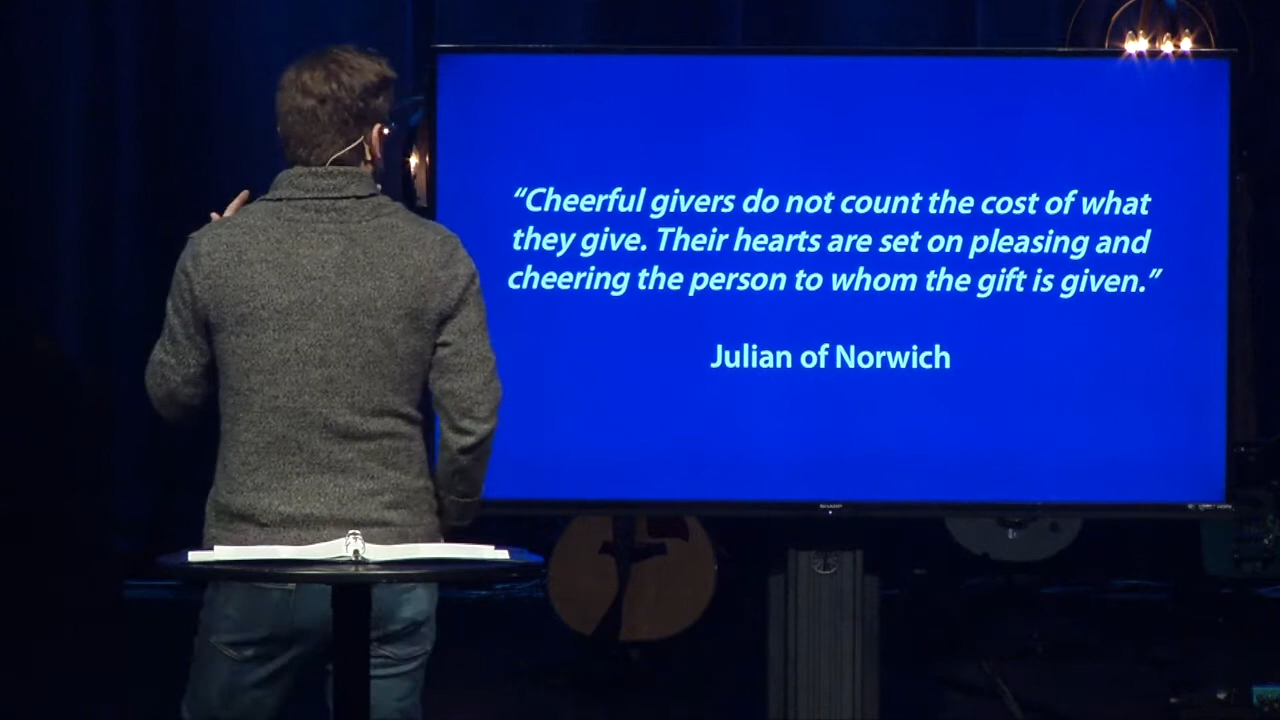 “Cheerful givers do not count the cost of what
they give. Their hearts are set on pleasing and
cheering the person to whom the gift is given.”
Julian of Norwich
SHARP